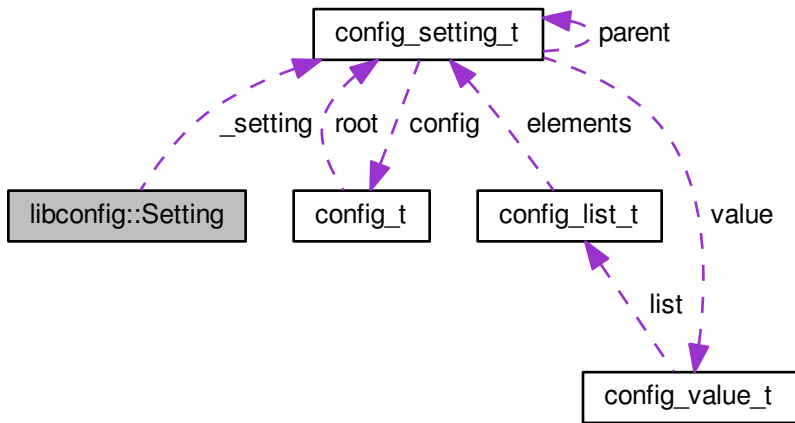 config_setting_t
parent
_setting
root
config
elements
libconfig::Setting
config_t
config_list_t
value
list
config_value_t